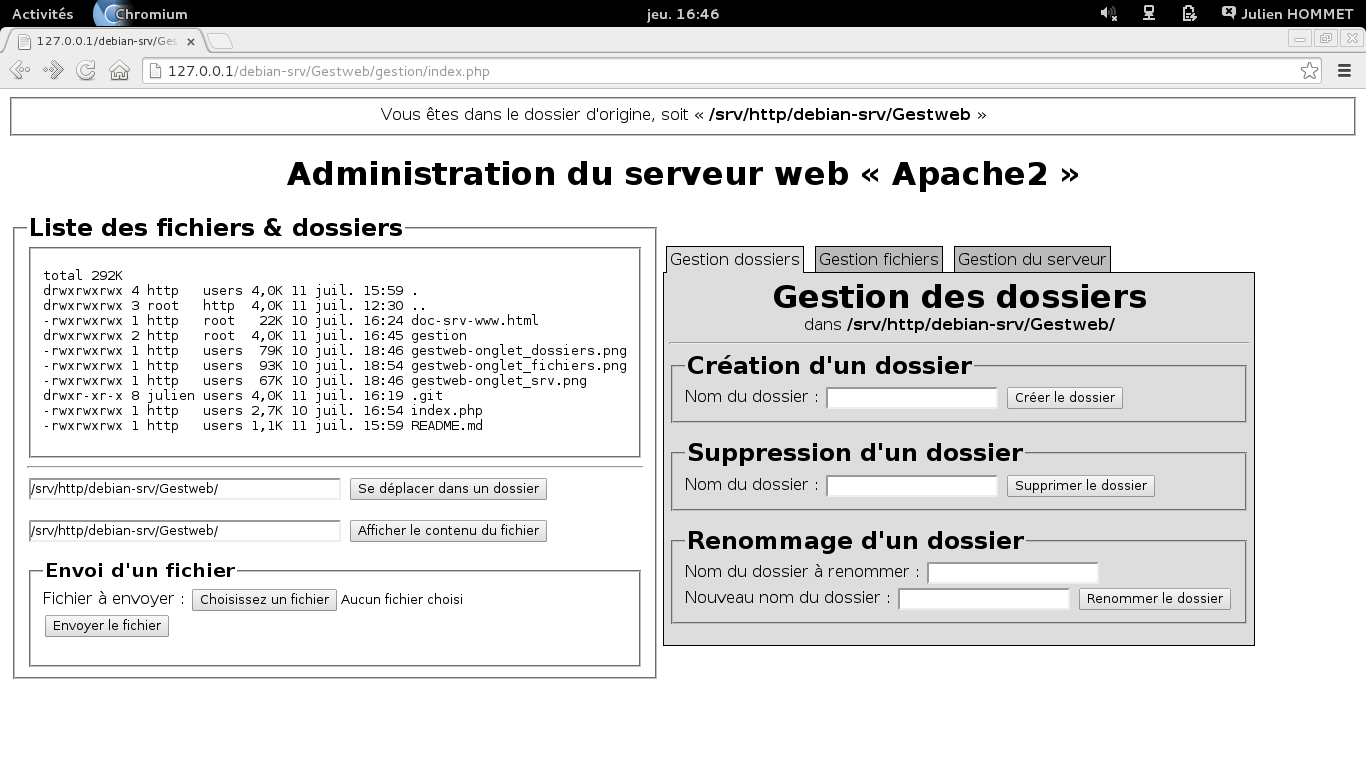 Activités Chromium jeu. 16:46 Julien HOMMET
127.0.0.1/debian-srv/Ges
127.0.0.1/debian-srv/Gestweb/gestion/index.php
Vous êtes dans le dossier d'origine, soit « /srv/http/debian-srv/Gestweb »
Administration du serveur web « Apache2 »
Liste des fichiers & dossiers
total 292K
drwxrwxrwx 4 http   users 4,0K 11 juil. 15:59 .
drwxrwxrwx 3 root   http  4,0K 11 juil. 12:30 ..
-rwxrwxrwx 1 http   root   22K 10 juil. 16:24 doc-srv-www.html
drwxrwxrwx 2 http   root  4,0K 11 juil. 16:45 gestion
-rwxrwxrwx 1 http   users  79K 10 juil. 18:46 gestweb-onglet_dossiers.png
-rwxrwxrwx 1 http   users  93K 10 juil. 18:54 gestweb-onglet_fichiers.png
-rwxrwxrwx 1 http   users  67K 10 juil. 18:46 gestweb-onglet_srv.png
drwxr-xr-x 8 julien users 4,0K 11 juil. 16:19 .git
-rwxrwxrwx 1 http   users 2,7K 10 juil. 16:54 index.php
-rwxrwxrwx 1 http   users 1,1K 11 juil. 15:59 README.md
/srv/http/debian-srv/Gestweb/ Se déplacer dans un dossier
/srv/http/debian-srv/Gestweb/ Afficher le contenu du fichier
Envoi d'un fichier
Fichier à envoyer : Choisissez un fichier Aucun fichier choisi
Envoyer le fichier
Gestion dossiers Gestion fichiers Gestion du serveur
Gestion des dossiers
dans /srv/http/debian-srv/Gestweb/
Création d'un dossier
Nom du dossier : Créer le dossier
Suppression d'un dossier
Nom du dossier : Supprimer le dossier
Renommage d'un dossier
Nom du dossier à renommer :
Nouveau nom du dossier : Renommer le dossier